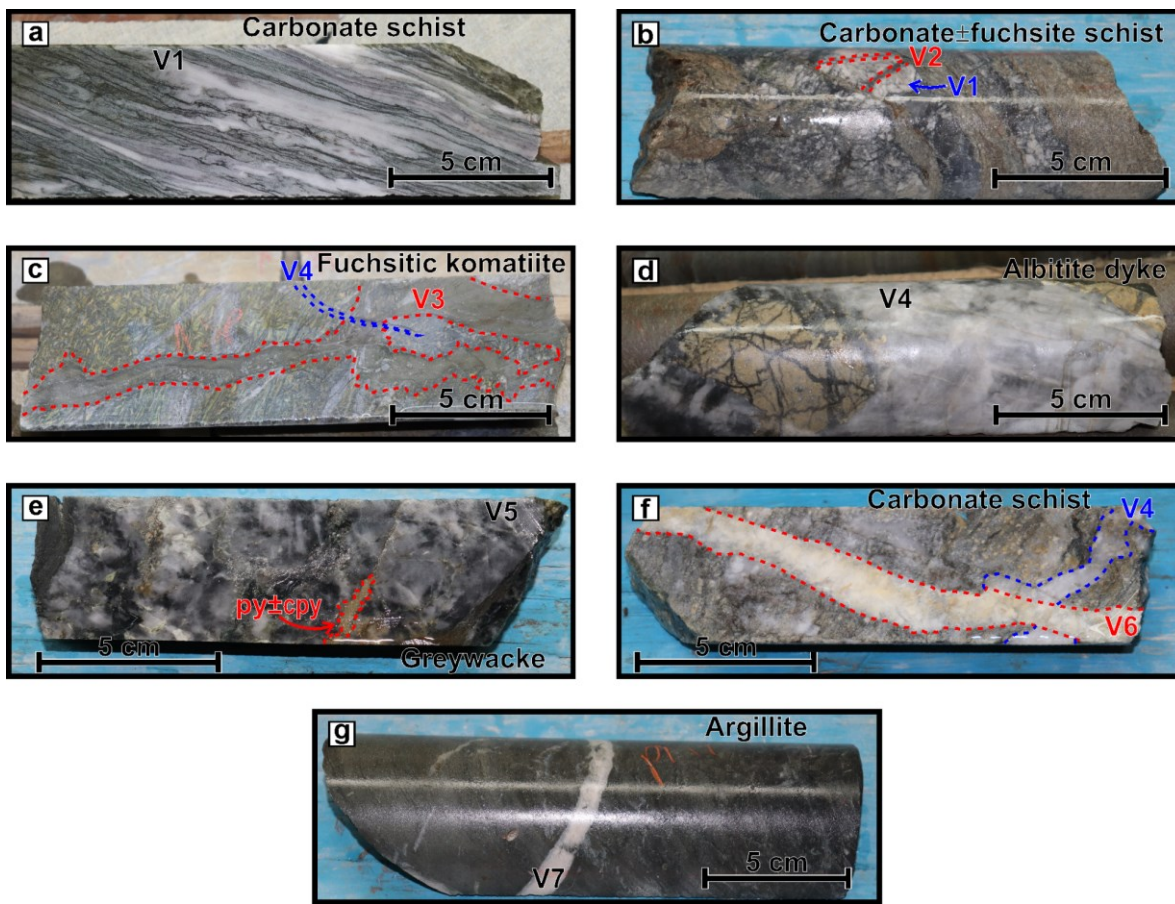 a
Carbonate schist
V1
5 cm
b
Carbonate±fuchsite schist
V2
V1
5 cm
c
Fuchsitic komatiite
V4
V3
5 cm
d
Albitite dyke
V4
5 cm
e
V5
py±cpy
5 cm
Greywacke
f
Carbonate schist
V4
V6
5 cm
g
Argillite
V7
5 cm